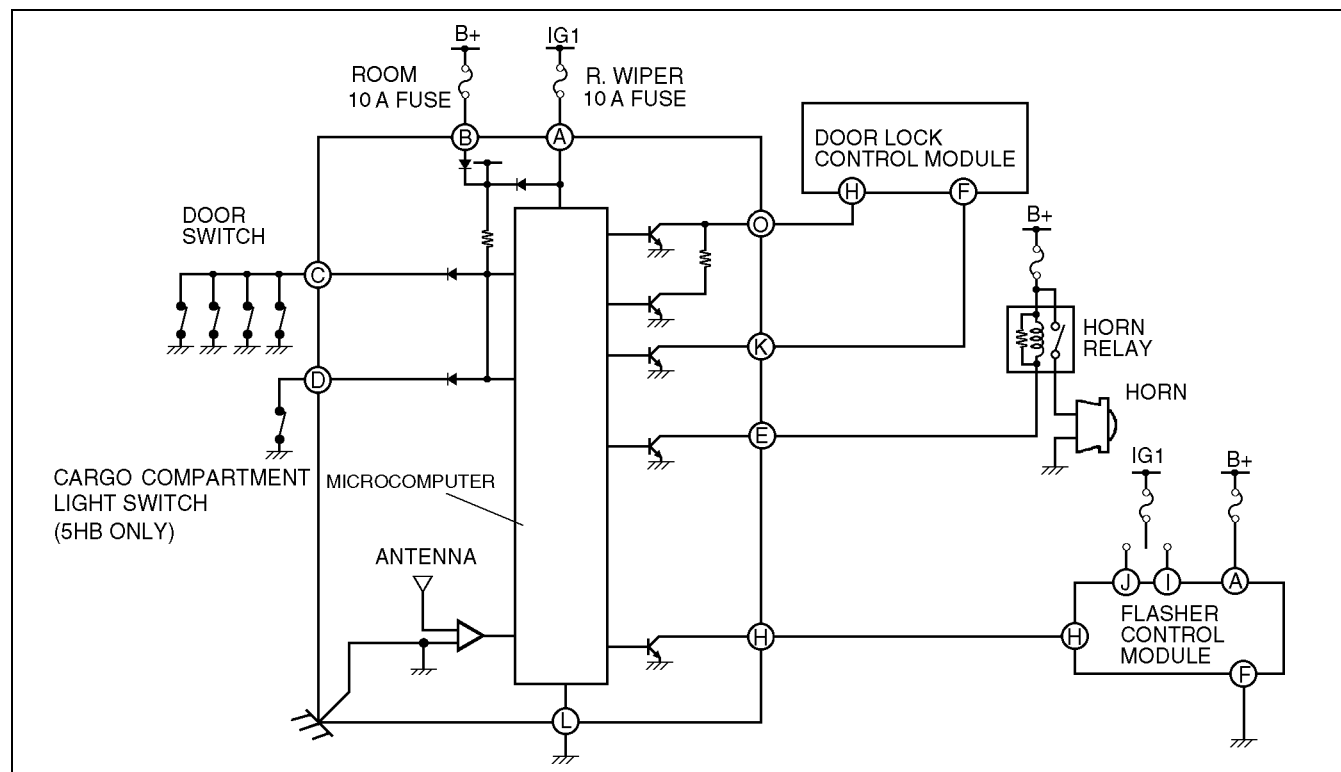 B+
IG1
ROOM
10 A FUSE
R. WIPER
10 A FUSE
B
A
DOOR LOCK
CONTROL MODULE
H
F
DOOR
SWITCH
O
B+
C
HORN
RELAY
K
D
HORN
E
IG1
B+
CARGO COMPARTMENT
LIGHT SWITCH
(5HB ONLY)
MICROCOMPUTER
ANTENNA
J
I
A
FLASHER
CONTROL
MODULE
H
H
F
L